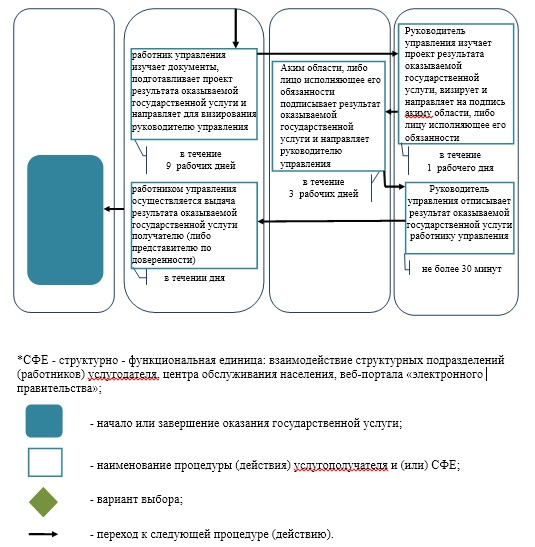 работник управления
изучает документы,
подготавливает проект
результата оказываемой
государственной услуги и
направляет для визирования
руководителю управления
в течение
9 рабочих дней
Аким области, либо
лицо исполняющее его
обязанности
подписывает результат
оказываемой
государственной
услуги и направляет
руководителю
управления
в течение
3 рабочих дней
Руководитель
управления изучает
проект результата
оказываемой
государственной
услуги, визирует и
направляет на подпись
акиму области, либо
лицу исполняющее его
обязанности
в течение
1 рабочего дня
Руководитель
управления отписывает
результат оказываемой
государственной услуги
работнику управления
не более 30 минут
работником управления
осуществляется выдача
результата оказываемой
государственной услуги
получателю (либо
представителю по
доверенности)
в течении дня
*СФЕ - структурно - функциональная единица: взаимодействие структурных подразделений
(работников) услугодателя, центра обслуживания населения, веб-портала «электронного
правительства»;
- начало или завершение оказания государственной услуги;
- наименование процедуры (действия) услугополучателя и (или) СФЕ;
- вариант выбора;
- переход к следующей процедуре (действию).